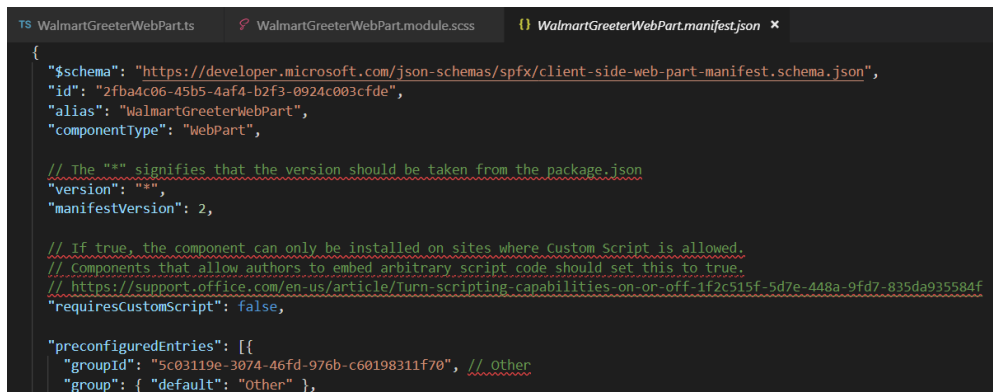 TS WalmartGreeterWebPart.ts WalmartGreeterWebPart.module.scss {} WalmartGreeterWebPart.manifest.json ×
{
"$schema": "https://developer.microsoft.com/json-schemas/spfx/client-side-web-part-manifest.schema.json",
"id": "2fba4c06-45b5-4af4-b2f3-0924c003cfde",
"alias": "WalmartGreeterWebPart",
"componentType": "WebPart",
// The "*" signifies that the version should be taken from the package.json
"version": "*",
"manifestVersion": 2,
// If true, the component can only be installed on sites where Custom Script is allowed.
// Components that allow authors to embed arbitrary script code should set this to true.
// https://support.office.com/en-us/article/Turn-scripting-capabilities-on-or-off-1f2c515f-5d7e-448a-9fd7-835da935584f
"requiresCustomScript": false,
"preconfiguredEntries": [{
"groupId": "5c03119e-3074-46fd-976b-c60198311f70", // Other
"group": { "default": "Other" },